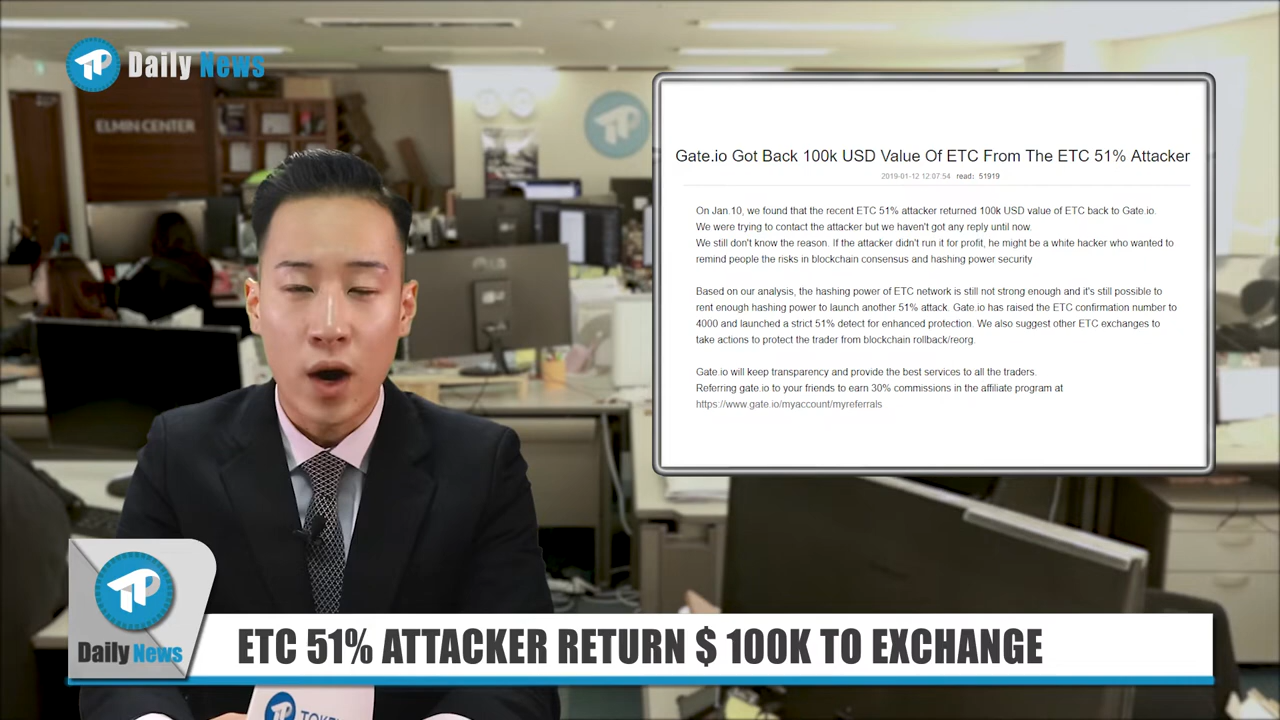 Daily News
ELMIN CENTER
Gate.io Got Back 100k USD Value Of ETC From The ETC 51% Attacker
2019-01-12 12:07:54 read: 51919
On Jan.10, we found that the recent ETC 51% attacker returned 100k USD value of ETC back to Gate.io.
We were trying to contact the attacker but we haven't got any reply until now.
We still don't know the reason. If the attacker didn't run it for profit, he might be a white hacker who wanted to
remind people the risks in blockchain consensus and hashing power security
Based on our analysis, the hashing power of ETC network is still not strong enough and it's still possible to
rent enough hashing power to launch another 51% attack. Gate.io has raised the ETC confirmation number to
4000 and launched a strict 51% detect for enhanced protection. We also suggest other ETC exchanges to
take actions to protect the trader from blockchain rollback/reorg.
Gate.io will keep transparency and provide the best services to all the traders.
Referring gate.io to your friends to earn 30% commissions in the affiliate program at
https://www.gate.io/myaccount/myreferrals
Daily News
ETC 51% ATTACKER RETURN $ 100K TO EXCHANGE